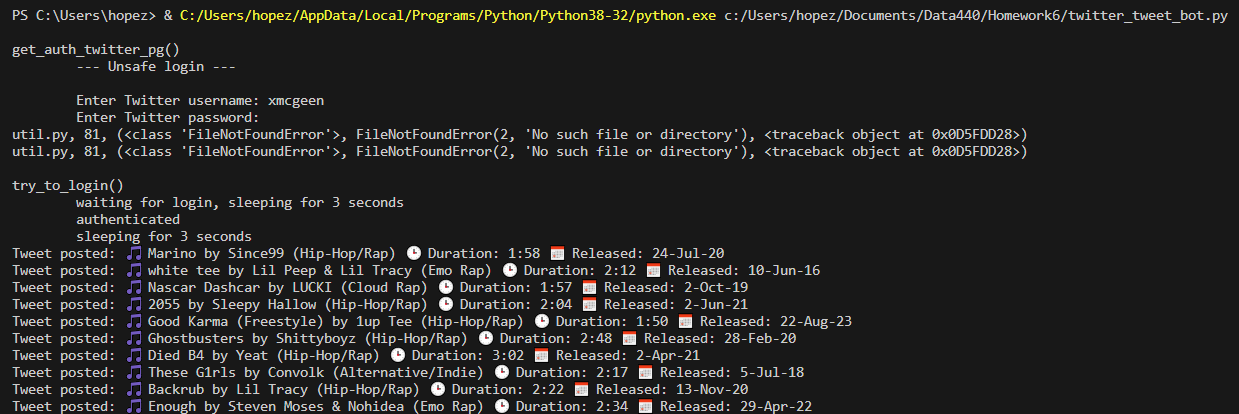 PS C:\Users\hopez> & C:/Users/hopez/AppData/Local/Programs/Python/Python38-32/python.exe c:/Users/hopez/Documents/Data440/Homework6/twitter_tweet_bot.py
get_auth_twitter_pg()
--- Unsafe login ---
Enter Twitter username: xmcgeen
Enter Twitter password:
util.py, 81, (<class 'FileNotFoundError'>, FileNotFoundError(2, 'No such file or directory'), <traceback object at 0x0D5FDD28>)
util.py, 81, (<class 'FileNotFoundError'>, FileNotFoundError(2, 'No such file or directory'), <traceback object at 0x0D5FDD28>)
try_to_login()
waiting for login, sleeping for 3 seconds
authenticated
sleeping for 3 seconds
Tweet posted: 🎵 Marino by Since99 (Hip-Hop/Rap) 🕒 Duration: 1:58 📅 Released: 24-Jul-20
Tweet posted: 🎵 white tee by Lil Peep & Lil Tracy (Emo Rap) 🕒 Duration: 2:12 📅 Released: 10-Jun-16
Tweet posted: 🎵 Nascar Dashcar by LUCKI (Cloud Rap) 🕒 Duration: 1:57 📅 Released: 2-Oct-19
Tweet posted: 🎵 2055 by Sleepy Hallow (Hip-Hop/Rap) 🕒 Duration: 2:04 📅 Released: 2-Jun-21
Tweet posted: 🎵 Good Karma (Freestyle) by 1up Tee (Hip-Hop/Rap) 🕒 Duration: 1:50 📅 Released: 22-Aug-23
Tweet posted: 🎵 Ghostbusters by Shittyboyz (Hip-Hop/Rap) 🕒 Duration: 2:48 📅 Released: 28-Feb-20
Tweet posted: 🎵 Died B4 by Yeat (Hip-Hop/Rap) 🕒 Duration: 3:02 📅 Released: 2-Apr-21
Tweet posted: 🎵 These G1rls by Convolk (Alternative/Indie) 🕒 Duration: 2:17 📅 Released: 5-Jul-18
Tweet posted: 🎵 Backrub by Lil Tracy (Hip-Hop/Rap) 🕒 Duration: 2:22 📅 Released: 13-Nov-20
Tweet posted: 🎵 Enough by Steven Moses & Nohidea (Emo Rap) 🕒 Duration: 2:34 📅 Released: 29-Apr-22